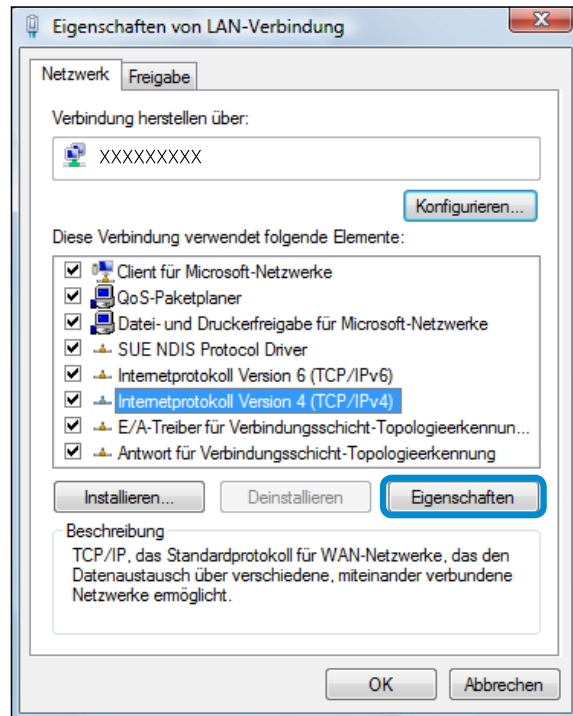 Eigenschaften von LAN-Verbindung
Netzwerk
Freigabe
Verbindung herstellen über:
XXXXXXXXX
Konfigurieren...
Diese Verbindung verwendet folgende Elemente:
Client für Microsoft-Netzwerke
QoS-Paketplaner
Datei- und Druckerfreigabe für Microsoft-Netzwerke
SUE NDIS Protocol Driver
Internetprotokoll Version 6 (TCP/IPv6)
Internetprotokoll Version 4 (TCP/IPv4)
E/A-Treiber für Verbindungsschicht-Topologieerkennun...
Antwort für Verbindungsschicht-Topologieerkennung
Installieren...
Deinstallieren
Eigenschaften
Beschreibung
TCP/IP, das Standardprotokoll für WAN-Netzwerke, das den
Datenaustausch über verschiedene, miteinander verbundene
Netzwerke ermöglicht.
OK
Abbrechen